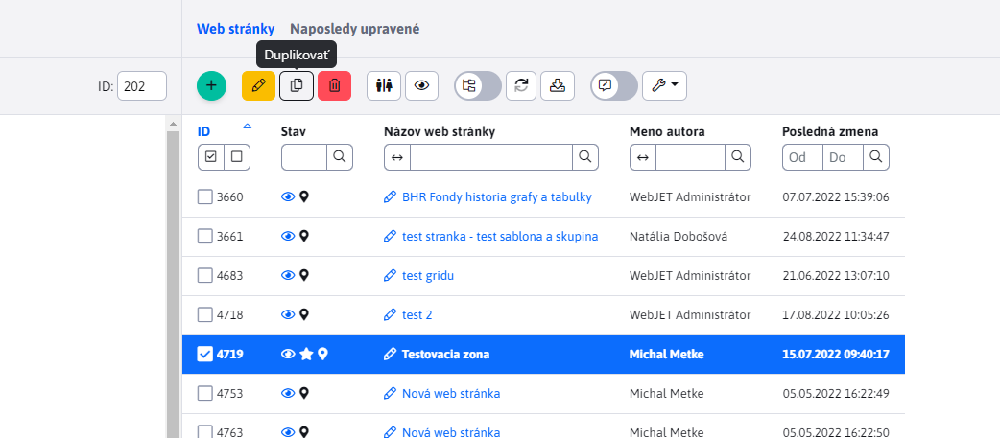 Web stránky Naposledy upravené
Duplikovať
ID: 202
ID Stav Názov web stránky Meno autora Posledná zmena
Od Do
3660 BHR Fondy historia grafy a tabulky WebJET Administrátor 07.07.2022 15:39:06
3661 test stranka - test sablona a skupina Natália Dobošová 24.08.2022 11:34:47
4683 test gridu WebJET Administrátor 21.06.2022 13:07:10
4718 test 2 WebJET Administrátor 17.08.2022 10:05:26
4719 Testovacia zona Michal Metke 15.07.2022 09:40:17
4753 Nová web stránka Michal Metke 05.05.2022 16:22:49
4763 Nová web stránka Michal Metke 05.05.2022 16:22:50